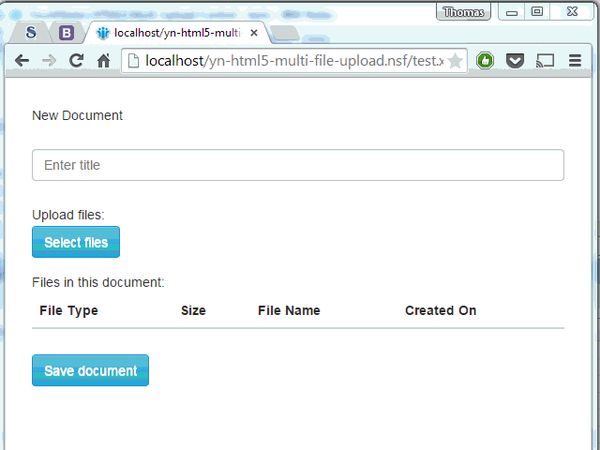 Thomas
S
B
localhost/yn-html5-multi-
localhost/yn-html5-multi-file-upload.nsf/test.x
New Document
Enter title
Upload files:
Select files
Files in this document:
File Type Size File Name Created On
Save document